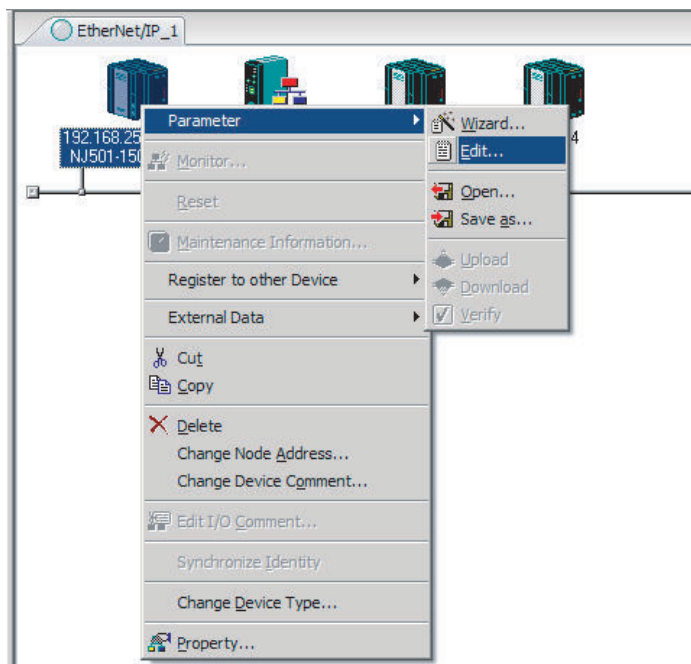 EtherNet/IP_1
192.168.25
NJ501-150
4
Parameter
Monitor...
Reset
Maintenance Information...
Register to other Device
External Data
Cut
Copy
Delete
Change Node Address...
Change Device Comment...
Edit I/O Comment...
Synchronize Identity
Change Device Type...
Property...
Wizard...
Edit...
Open...
Save as...
Upload
Download
Verify